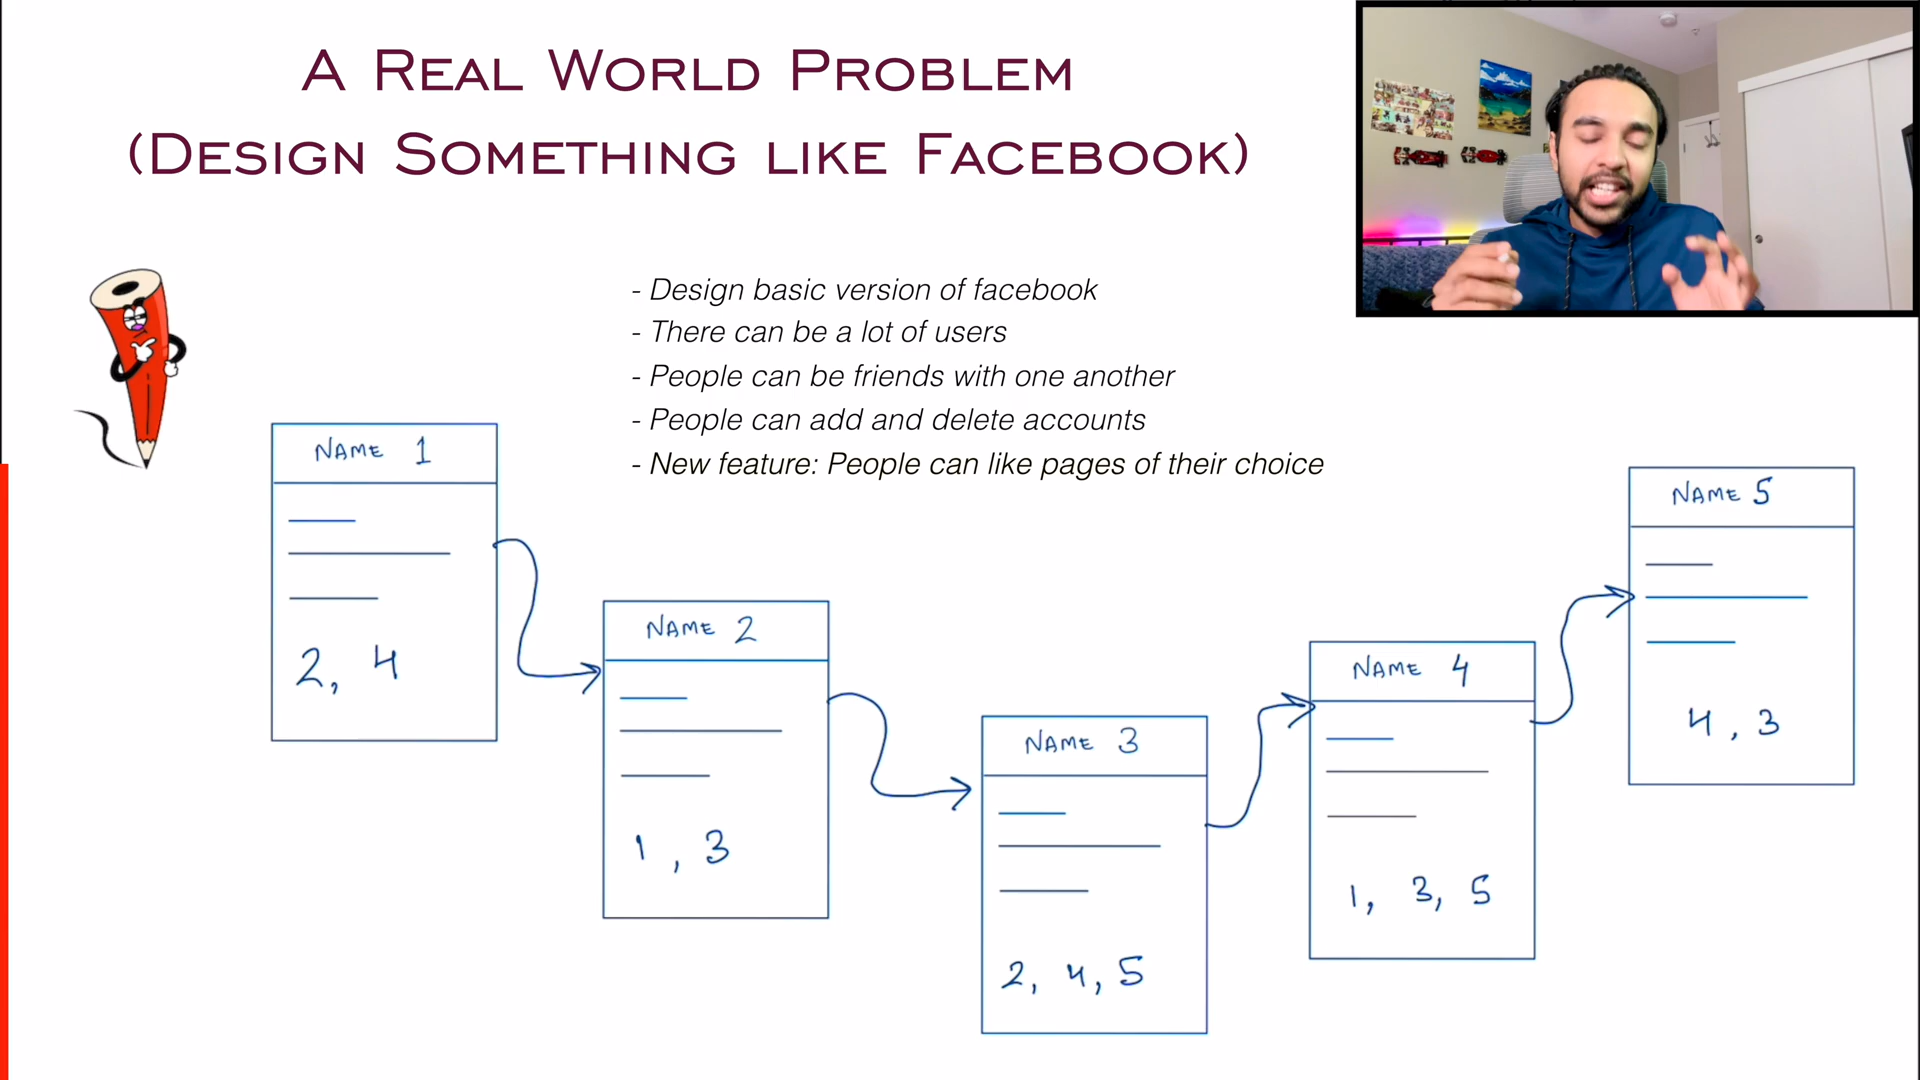 A REAL WORLD PROBLEM
(DESIGN SOMETHING LIKE FACEBOOK)
- Design basic version of facebook
- There can be a lot of users
- People can be friends with one another
- People can add and delete accounts
- New feature: People can like pages of their choice
NAME 1
2, 4
NAME 2
1, 3
NAME 3
2, 4, 5
NAME 4
1, 3, 5
NAME 5
4, 3